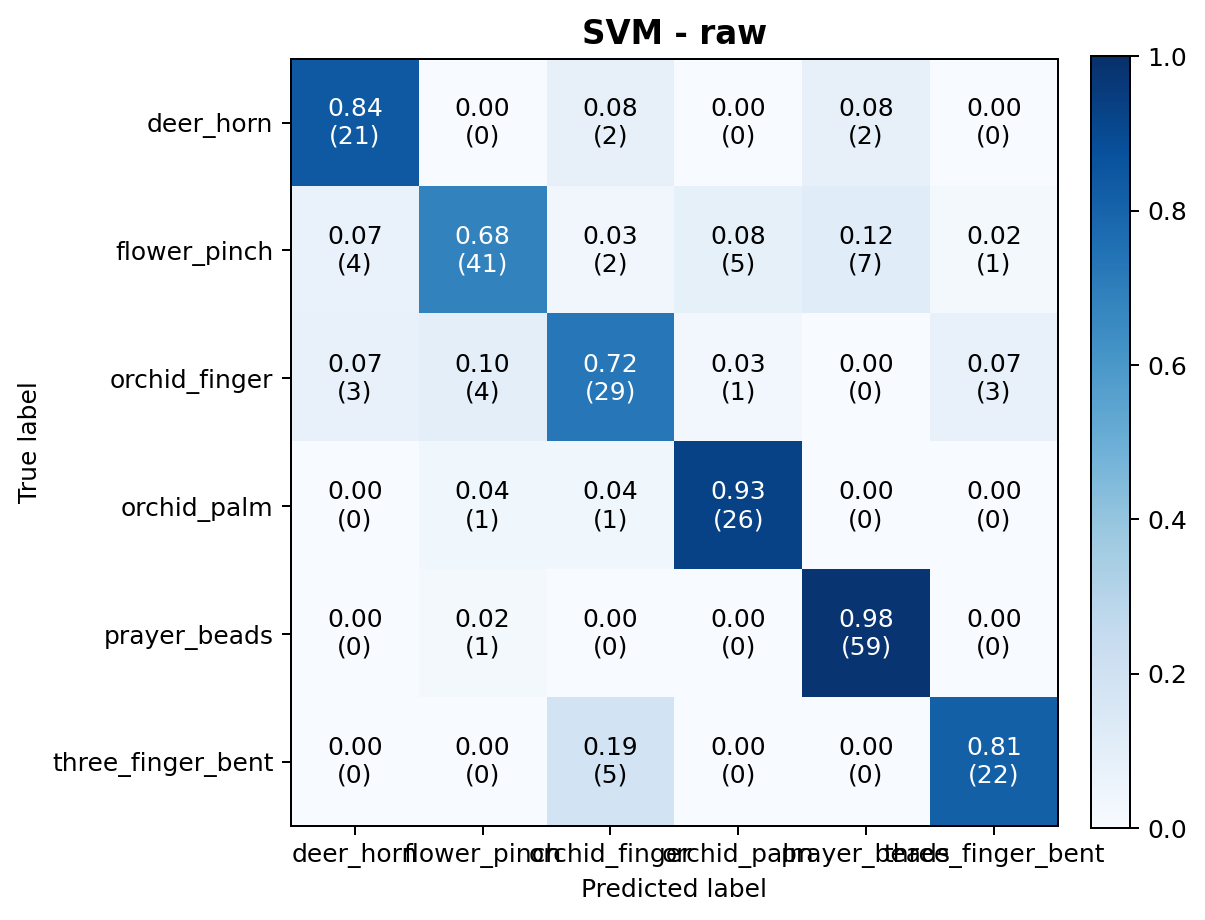 SVM - raw
1.0
0.84 0.00 0.08 0.00 0.08 0.00
deer_horn
(21) (0) (2) (0) (2) (0)
0.8
0.07 0.68 0.03 0.08 0.12 0.02
flower_pinch
(4) (41) (2) (5) (7) (1)
0.07 0.10 0.72 0.03 0.00 0.07
orchid_finger
(3) (4) (29) (1) (0) (3)
0.6
True label
0.00 0.04 0.04 0.93 0.00 0.00
orchid_palm
(0) (1) (1) (26) (0) (0)
0.4
0.00 0.02 0.00 0.00 0.98 0.00
prayer_beads
(0) (1) (0) (0) (59) (0)
0.2
0.00 0.00 0.19 0.00 0.00 0.81
three_finger_bent
(0) (0) (5) (0) (0) (22)
0.0
deer_horn flower_pinch orchid_finger orchid_palm prayer_beads three_finger_bent
Predicted label